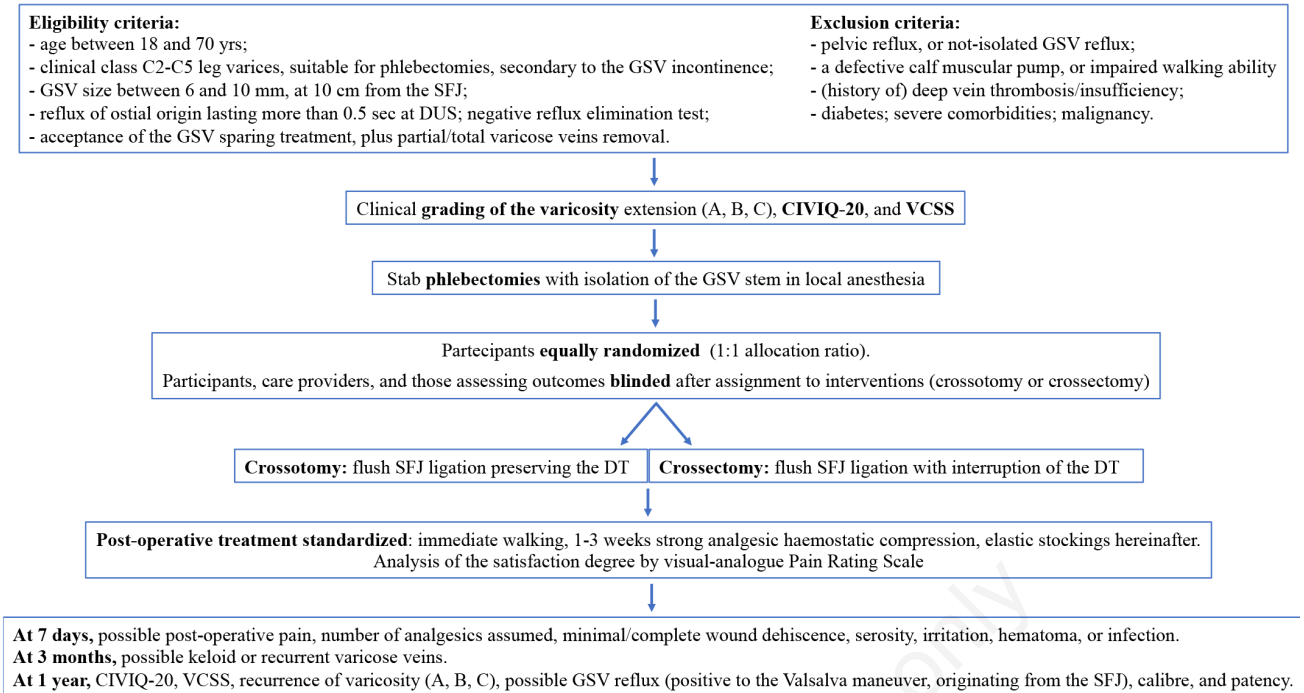 Eligibility criteria:
- age between 18 and 70 yrs;
- clinical class C2-C5 leg varices, suitable for phlebectomies, secondary to the GSV incontinence;
- GSV size between 6 and 10 mm, at 10 cm from the SFJ;
- reflux of ostial origin lasting more than 0.5 sec at DUS; negative reflux elimination test;
- acceptance of the GSV sparing treatment, plus partial/total varicose veins removal.
Exclusion criteria:
- pelvic reflux, or not-isolated GSV reflux;
- a defective calf muscular pump, or impaired walking ability
- (history of) deep vein thrombosis/insufficiency;
- diabetes; severe comorbidities; malignancy.
Clinical grading of the varicosity extension (A, B, C), CIVIQ-20, and VCSS
Stab phlebectomies with isolation of the GSV stem in local anesthesia
Partecipants equally randomized (1:1 allocation ratio).
Participants, care providers, and those assessing outcomes blinded after assignment to interventions (crossotomy or crossectomy)
Crossotomy: flush SFJ ligation preserving the DT
Crossectomy: flush SFJ ligation with interruption of the DT
Post-operative treatment standardized: immediate walking, 1-3 weeks strong analgesic haemostatic compression, elastic stockings hereinafter.
Analysis of the satisfaction degree by visual-analogue Pain Rating Scale
At 7 days, possible post-operative pain, number of analgesics assumed, minimal/complete wound dehiscence, serosity, irritation, hematoma, or infection.
At 3 months, possible keloid or recurrent varicose veins.
At 1 year, CIVIQ-20, VCSS, recurrence of varicosity (A, B, C), possible GSV reflux (positive to the Valsalva maneuver, originating from the SFJ), calibre, and patency.
only